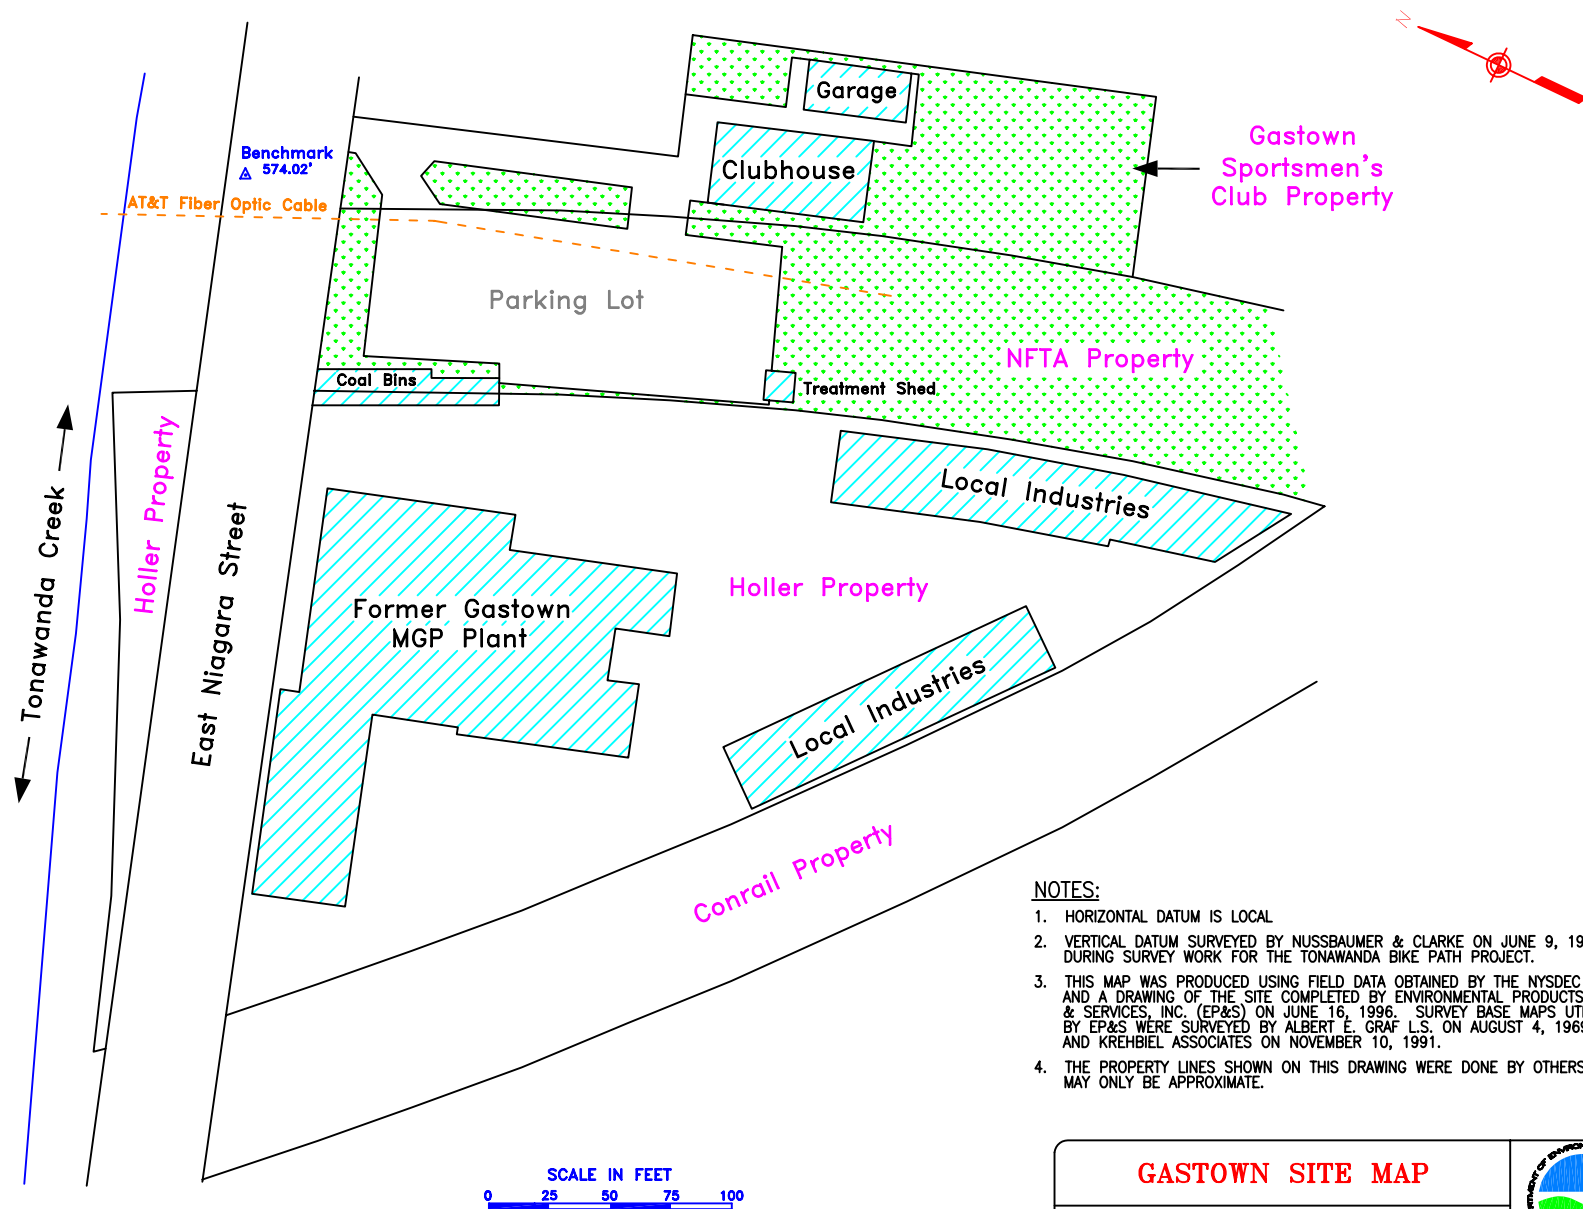 N
Garage
Clubhouse
Gastown
Sportsmen's
Club Property
Benchmark
574.02'
AT&T Fiber Optic Cable
Parking Lot
NFTA Property
Coal Bins
Treatment Shed
Holler Property
Tonawanda Creek
East Niagara Street
Local Industries
Former Gastown
MGP Plant
Holler Property
Local Industries
Conrail Property
NOTES:
1. HORIZONTAL DATUM IS LOCAL
2. VERTICAL DATUM SURVEYED BY NUSSBAUMER & CLARKE ON JUNE 9, 19
DURING SURVEY WORK FOR THE TONAWANDA BIKE PATH PROJECT.
3. THIS MAP WAS PRODUCED USING FIELD DATA OBTAINED BY THE NYSDEC
AND A DRAWING OF THE SITE COMPLETED BY ENVIRONMENTAL PRODUCTS
& SERVICES, INC. (EP&S) ON JUNE 16, 1996. SURVEY BASE MAPS UT
BY EP&S WERE SURVEYED BY ALBERT E. GRAF L.S. ON AUGUST 4, 1969
AND KREHBIEL ASSOCIATES ON NOVEMBER 10, 1991.
4. THE PROPERTY LINES SHOWN ON THIS DRAWING WERE DONE BY OTHERS
MAY ONLY BE APPROXIMATE.
SCALE IN FEET
0 25 50 75 100
GASTOWN SITE MAP